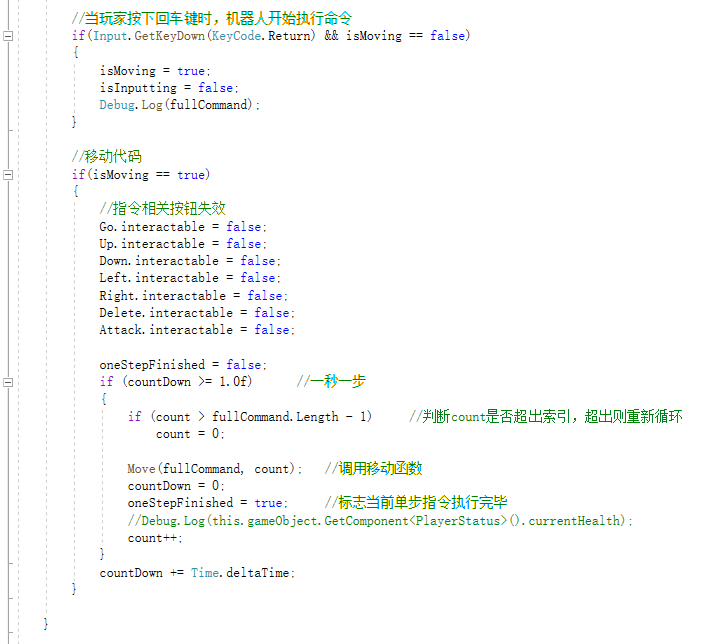 //当玩家按下回车键时，机器人开始执行命令
if(Input.GetKeyDown(KeyCode.Return) && isMoving == false)
{
    isMoving = true;
    isInputting = false;
    Debug.Log(fullCommand);
}

//移动代码
if(isMoving == true)
{
    //指令相关按钮失效
    Go.interactable = false;
    Up.interactable = false;
    Down.interactable = false;
    Left.interactable = false;
    Right.interactable = false;
    Delete.interactable = false;
    Attack.interactable = false;

    oneStepFinished = false;
    if (countDown >= 1.0f)      //一秒一步
    {
        if (count > fullCommand.Length - 1)     //判断count是否超出索引，超出则重新循环
            count = 0;

        Move(fullCommand, count);   //调用移动函数
        countDown = 0;
        oneStepFinished = true;     //标志当前单步指令执行完毕
        //Debug.Log(this.gameObject.GetComponent<PlayerStatus>().currentHealth);
        count++;
    }
    countDown += Time.deltaTime;
}

}